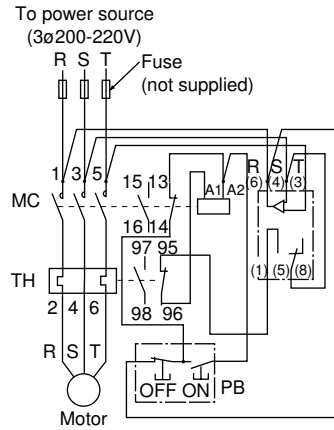 To power source
(3ø200-220V)
R S T
Fuse
(not supplied)
1 3 5 15 13
A1 A2
R S T
(6) (4) (3)
MC
16 14
97 95
(1) (5) (8)
TH
2 4 6
98 96
R S T
OFF ON PB
Motor